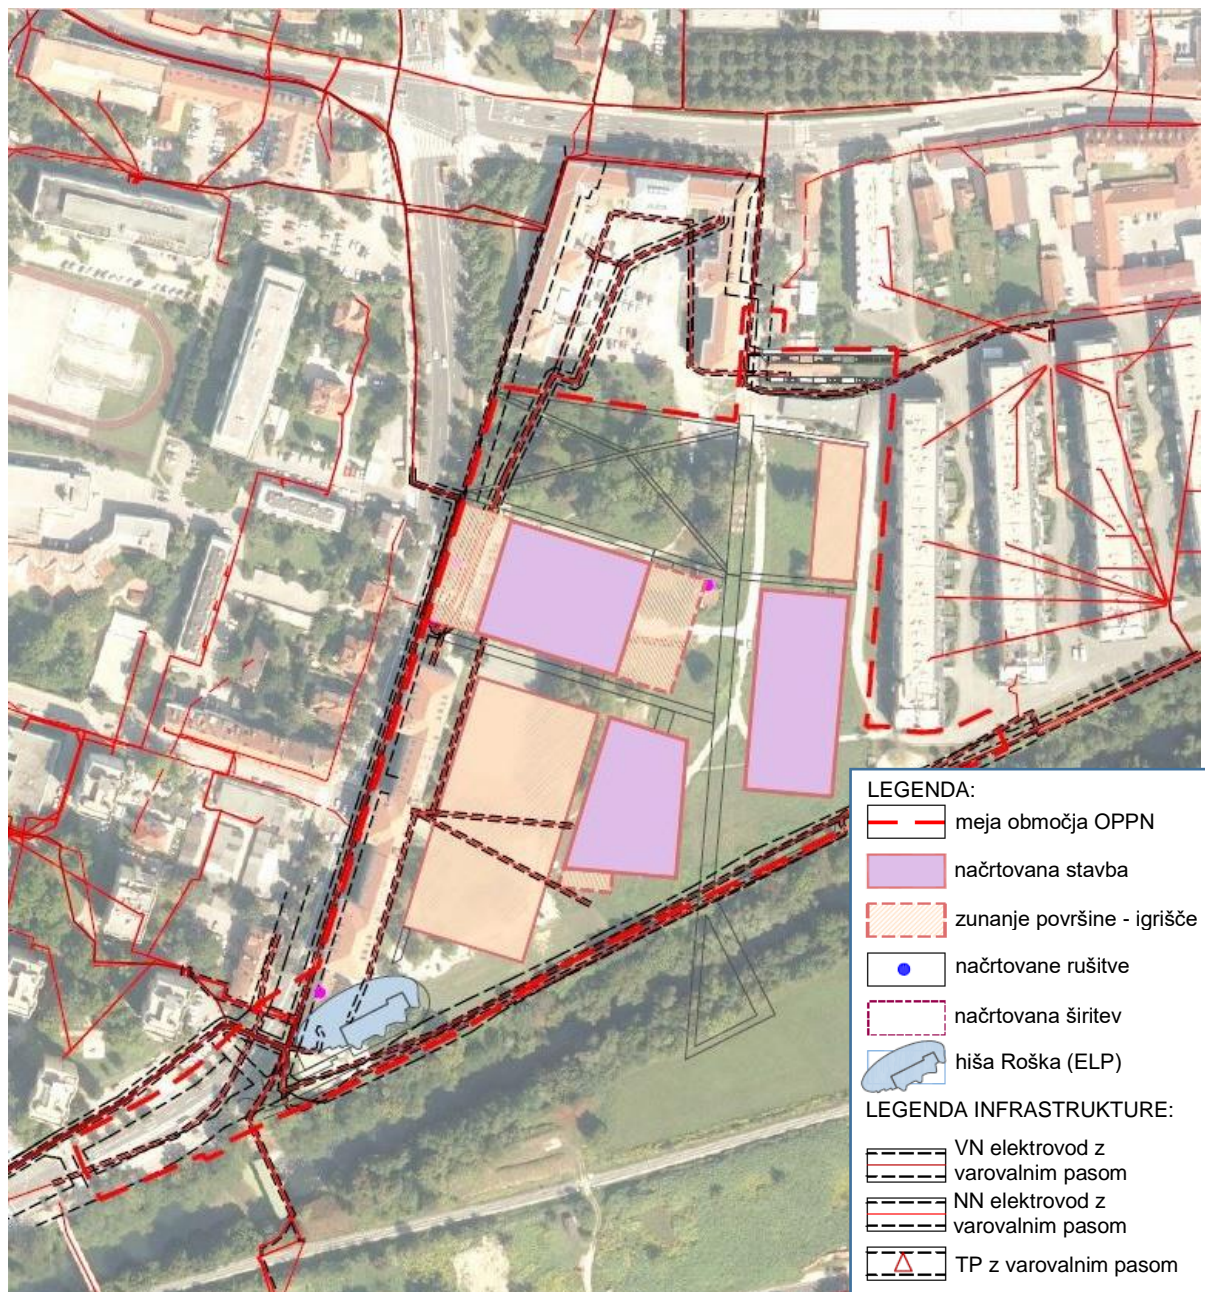 LEGENDA:
meja območja OPPN
načrtovana stavba
zunanje površine - igrišče
načrtovane rušitve
načrtovana širitev
hiša Roška (ELP)
LEGENDA INFRASTRUKTURE:
VN elektrovod z
varovalnim pasom
NN elektrovod z
varovalnim pasom
TP z varovalnim pasom